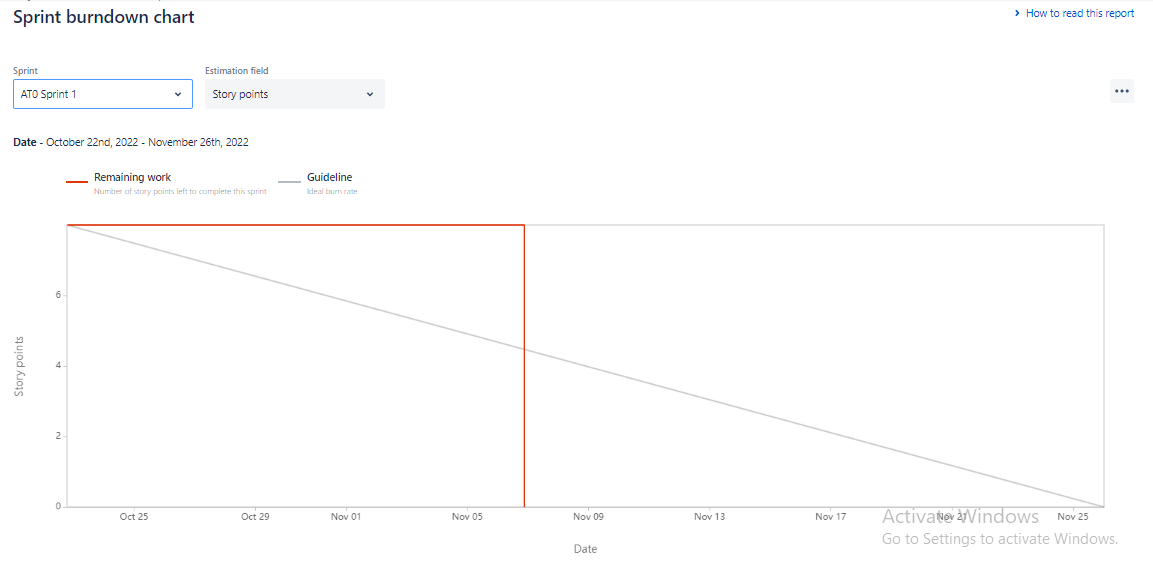 Sprint burndown chart
How to read this report
Sprint
Estimation field
AT0 Sprint 1
Story points
Date - October 22nd, 2022 - November 26th, 2022
Remaining work
Number of story points left to complete this sprint
Guideline
Ideal burn rate
6
4
2
0
Story points
Oct 25
Oct 29
Nov 01
Nov 05
Nov 09
Nov 13
Nov 17
Nov 21
Nov 25
Date
Activate Windows
Go to Settings to activate Windows.